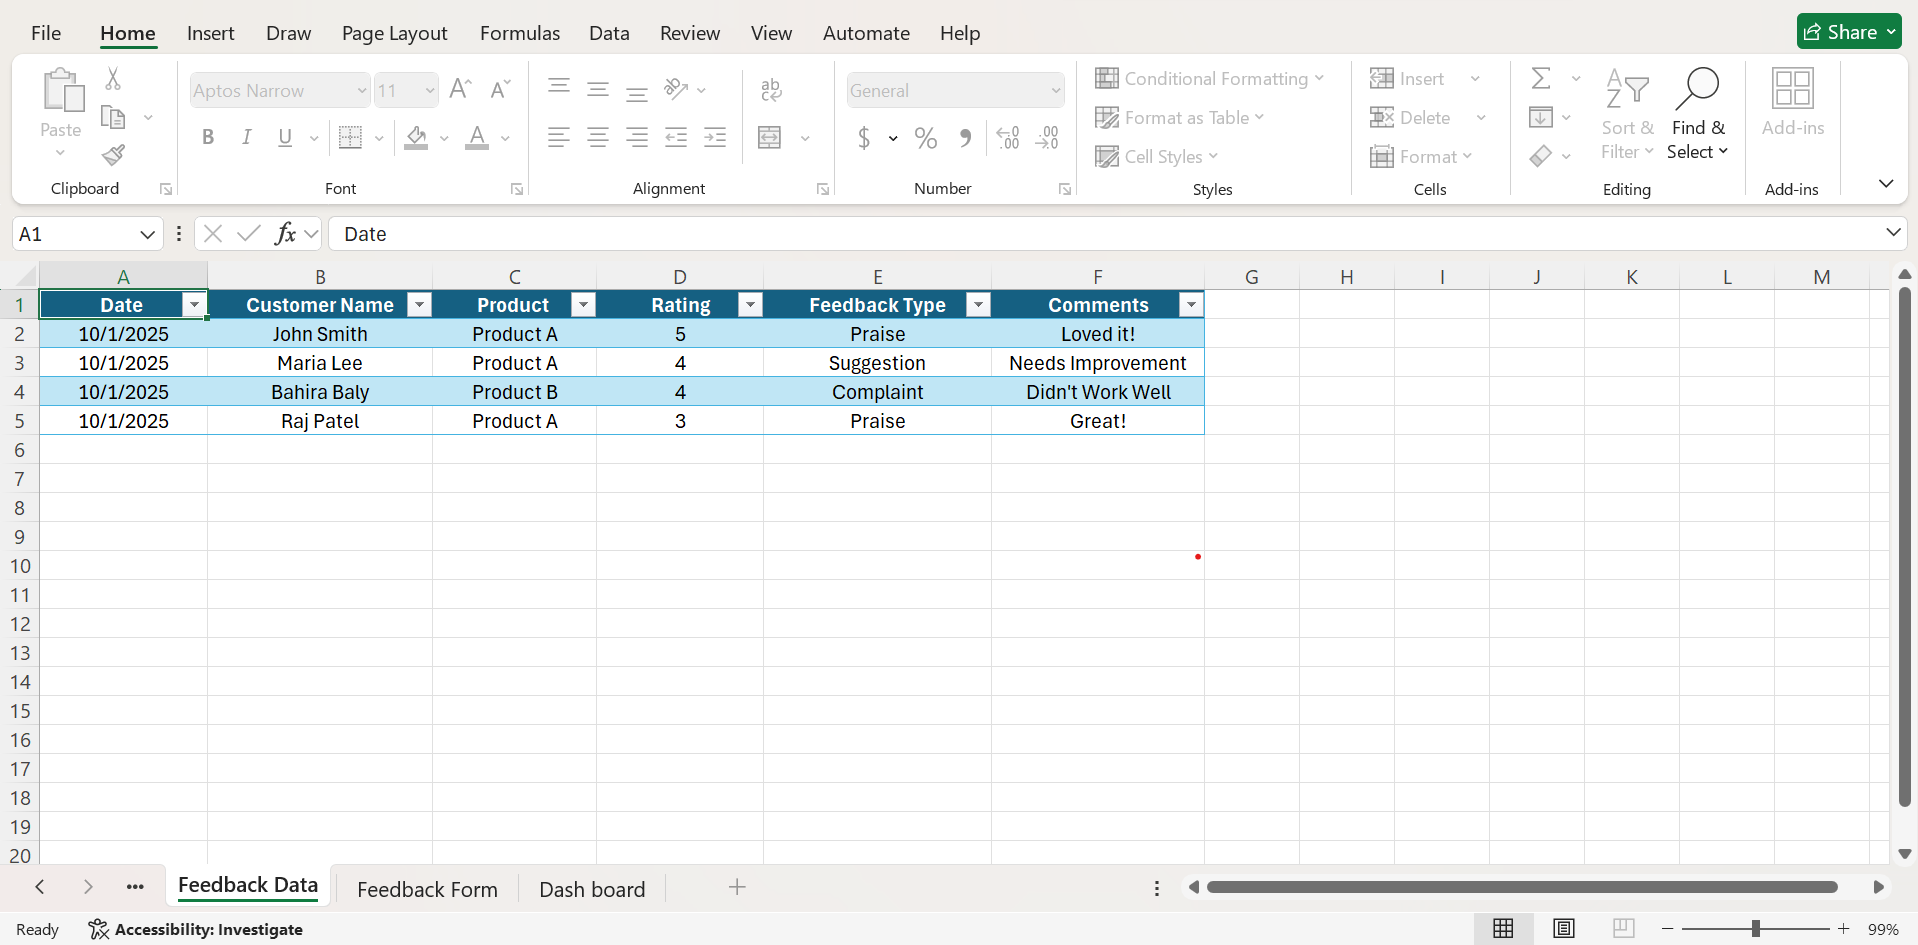 File Home Insert Draw Page Layout Formulas Data Review View Automate Help Share
Paste
Clipboard
Aptos Narrow 11
B I U A
Font
ab
Alignment
General
$ % 9 .00 .00
Number
Conditional Formatting
Format as Table
Cell Styles
Styles
Insert
Delete
Format
Cells
Sort & Filter
Find & Select
Editing
Add-ins
Add-ins
A1 fx Date
A B C D E F G H I J K L M
1 Date Customer Name Product Rating Feedback Type Comments
2 10/1/2025 John Smith Product A 5 Praise Loved it!
3 10/1/2025 Maria Lee Product A 4 Suggestion Needs Improvement
4 10/1/2025 Bahira Baly Product B 4 Complaint Didn't Work Well
5 10/1/2025 Raj Patel Product A 3 Praise Great!
6
7
8
9
10
11
12
13
14
15
16
17
18
19
20
Feedback Data Feedback Form Dash board
Ready Accessibility: Investigate 99%